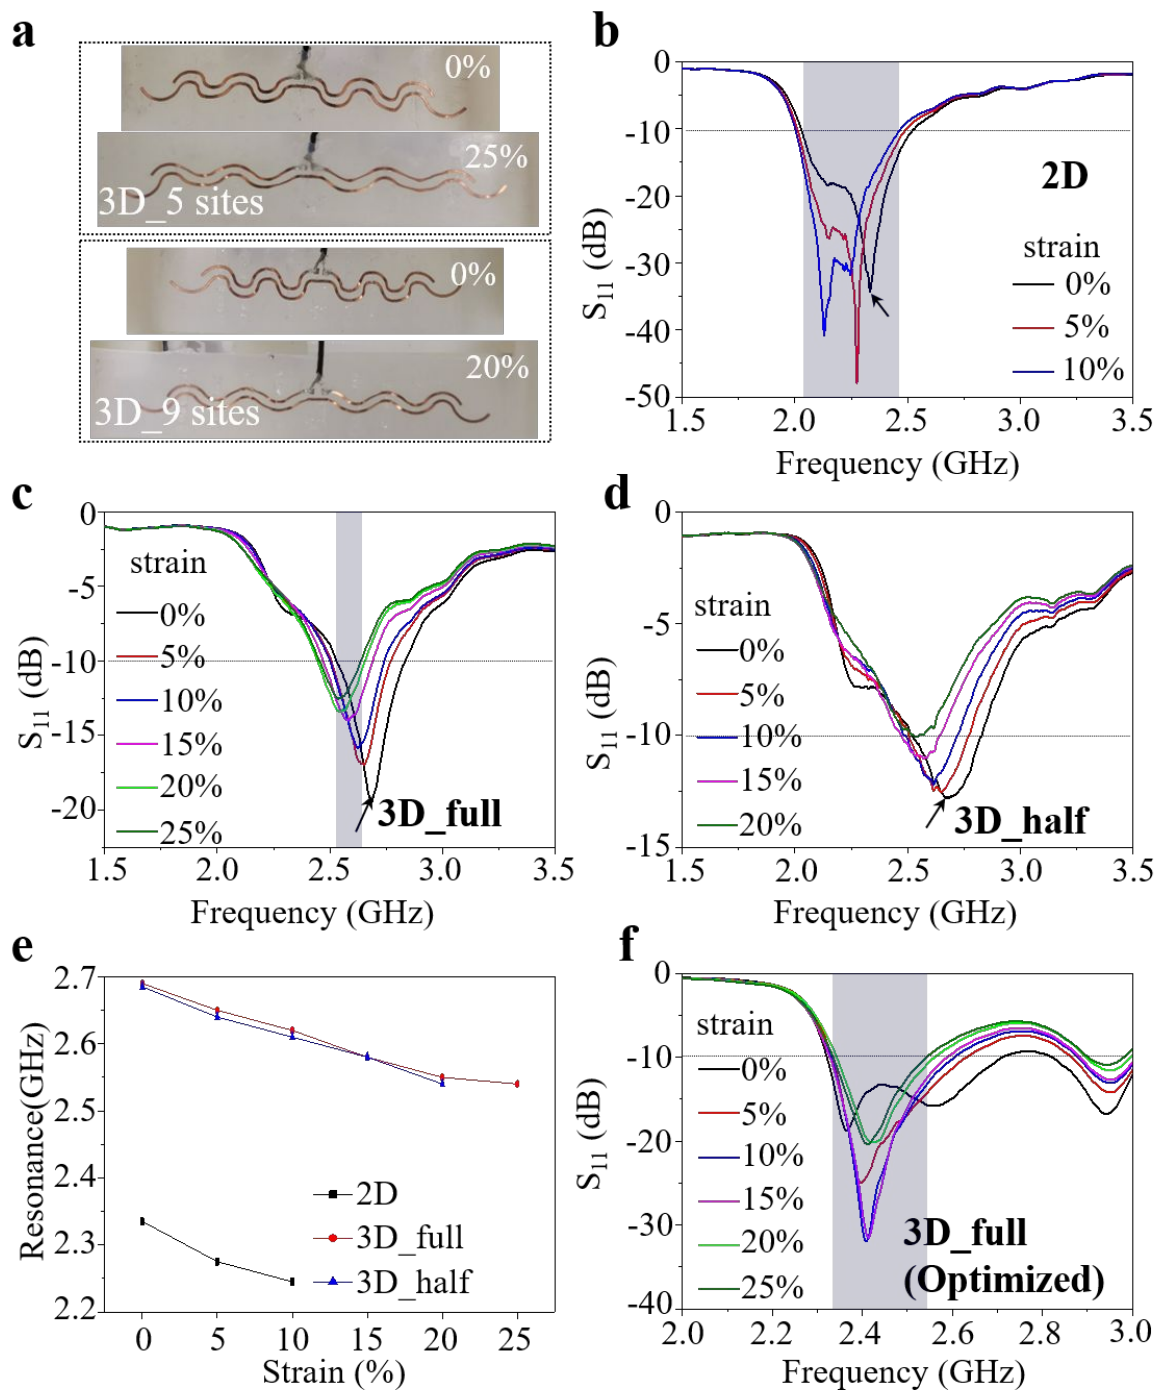 a
0%
25%
3D_5 sites
0%
20%
3D_9 sites
b
0
-10
-20
-30
-40
-50
S11 (dB)
2D
strain
0%
5%
10%
1.5 2.0 2.5 3.0 3.5
Frequency (GHz)
c
0
-5
-10
-15
-20
S11 (dB)
strain
0%
5%
10%
15%
20%
25%
3D_full
1.5 2.0 2.5 3.0 3.5
Frequency (GHz)
d
0
-5
-10
-15
S11 (dB)
strain
0%
5%
10%
15%
20%
3D_half
1.5 2.0 2.5 3.0 3.5
Frequency (GHz)
e
2.7
2.6
2.5
2.4
2.3
2.2
Resonance(GHz)
2D
3D_full
3D_half
0 5 10 15 20 25
Strain (%)
f
0
-10
-20
-30
-40
S11 (dB)
strain
0%
5%
10%
15%
20%
25%
3D_full
(Optimized)
2.0 2.2 2.4 2.6 2.8 3.0
Frequency (GHz)